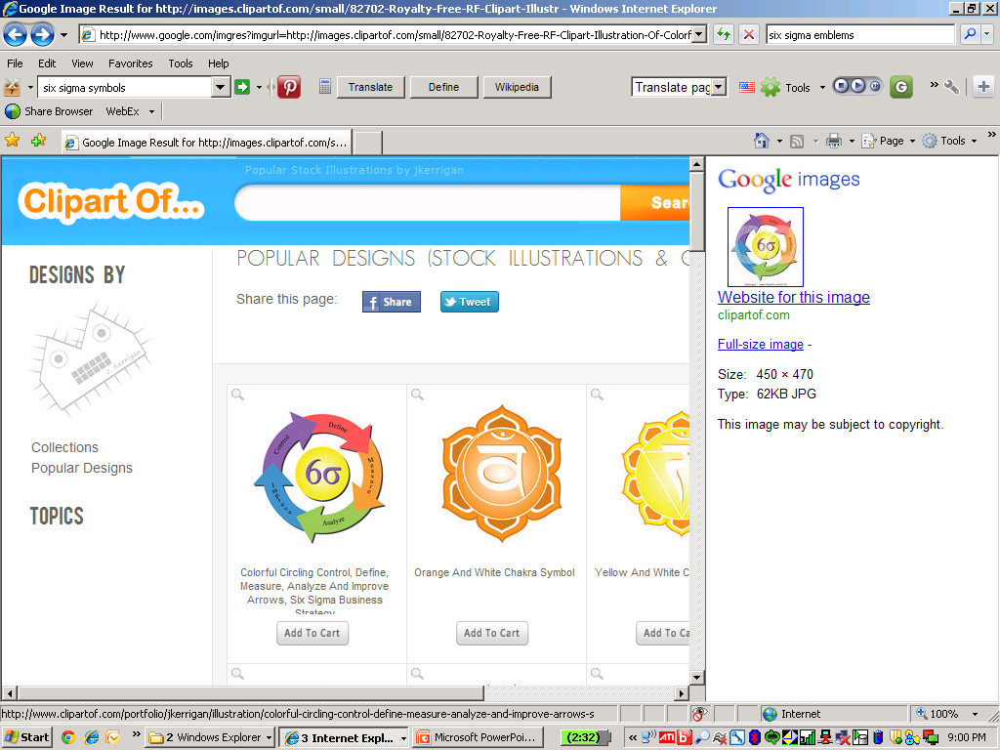 Google Image Result for http://images.clipartof.com/small/82702-Royalty-Free-RF-Clipart-Illustr - Windows Internet Explorer
http://www.google.com/imgres?imgurl=http://images.clipartof.com/small/82702-Royalty-Free-RF-Clipart-Illustration-Of-Colorf
six sigma emblems
File Edit View Favorites Tools Help
six sigma symbols
Translate
Define
Wikipedia
Translate pag
Tools
G
Share Browser WebEx
Google Image Result for http://images.clipartof.com/s...
Page
Tools
Popular Stock Illustrations by jkerrigan
Clipart Of...
Sear
DESIGNS BY
J. Kerrigan
Collections
Popular Designs
TOPICS
POPULAR DESIGNS (STOCK ILLUSTRATIONS & C
Share this page:
f Share
Tweet
Control
Define
Measure
Analyze
Improve
6σ
व
Colorful Circling Control, Define,
Measure, Analyze And Improve
Arrows, Six Sigma Business
Strategy
Add To Cart
Orange And White Chakra Symbol
Add To Cart
Yellow And White C
Add To Ca
Google images
6σ
Website for this image
clipartof.com
Full-size image -
Size: 450 × 470
Type: 62KB JPG
This image may be subject to copyright.
http://www.clipartof.com/portfolio/jkerrigan/illustration/colorful-circling-control-define-measure-analyze-and-improve-arrows-s
Internet
100%
Start
2 Windows Explorer
3 Internet Expl...
Microsoft PowerPoi...
(2:32)
9:00 PM